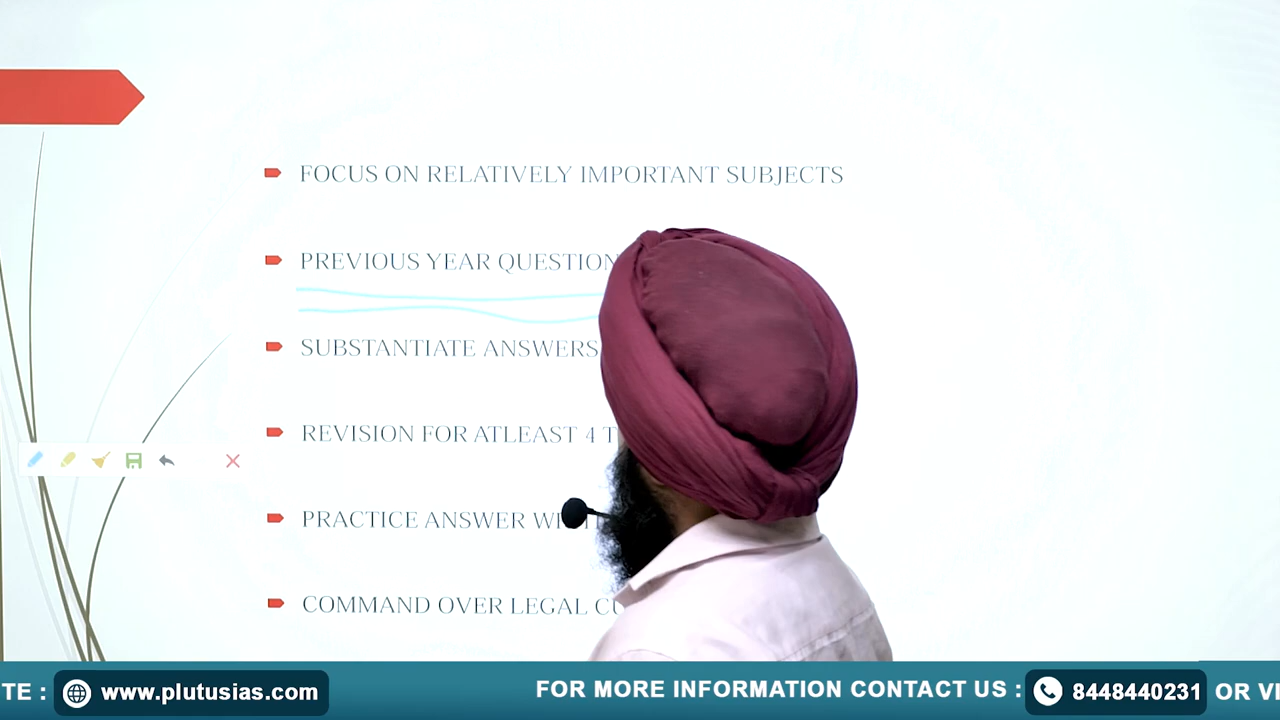 FOCUS ON RELATIVELY IMPORTANT SUBJECTS
PREVIOUS YEAR QUESTION
SUBSTANTIATE ANSWERS
REVISION FOR ATLEAST 4
PRACTICE ANSWER
COMMAND OVER LEGAL
TE : www.plutusias.com FOR MORE INFORMATION CONTACT US : 8448440231 OR VI